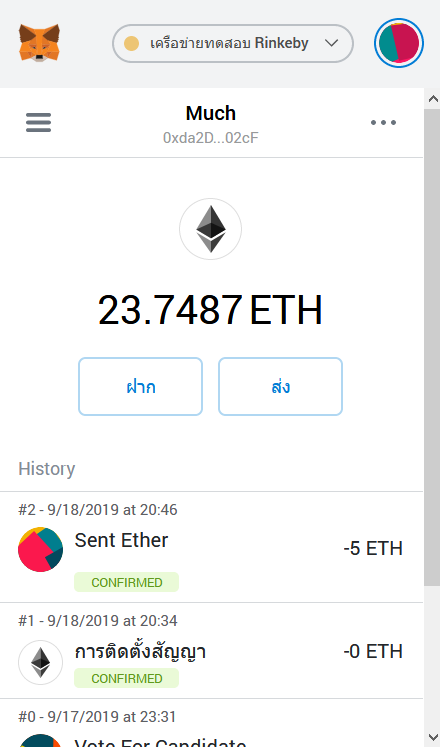 เครือข่ายทดสอบ Rinkeby
Much
0xda2D...02cF
23.7487 ETH
ฝาก
ส่ง
History
#2 - 9/18/2019 at 20:46
Sent Ether
-5 ETH
CONFIRMED
#1 - 9/18/2019 at 20:34
การติดตั้งสัญญา
-0 ETH
CONFIRMED
#0 - 9/17/2019 at 23:31
Vote For Candidate